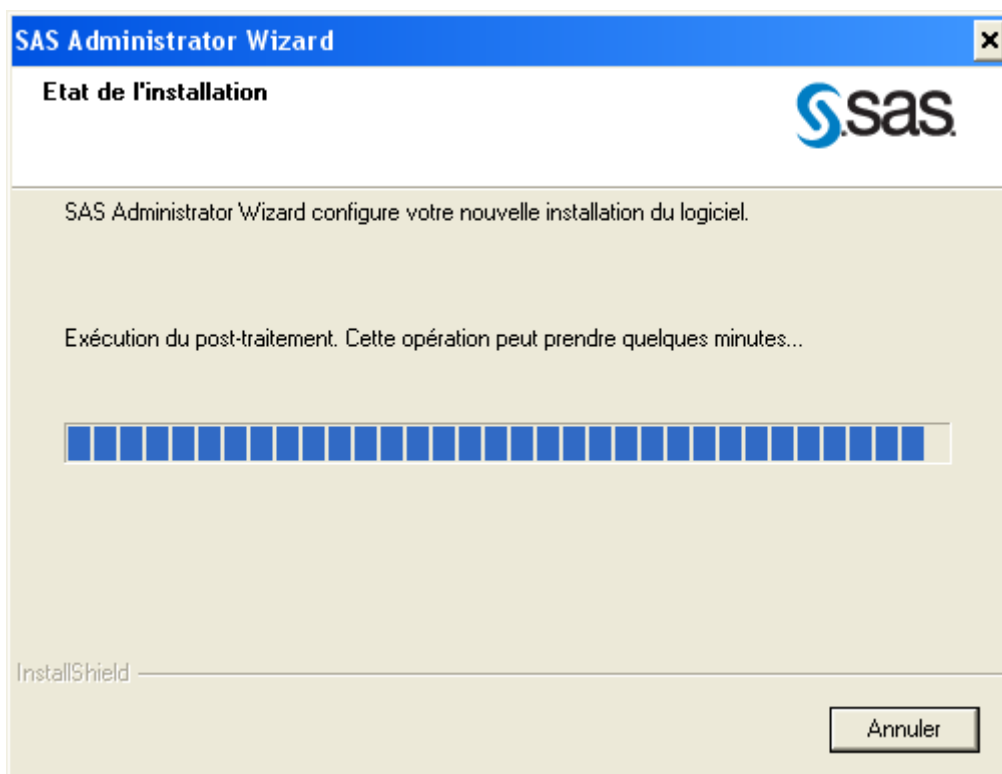 SAS Administrator Wizard
Etat de l'installation
sas
SAS Administrator Wizard configure votre nouvelle installation du logiciel.
Exécution du post-traitement. Cette opération peut prendre quelques minutes...
InstallShield
Annuler